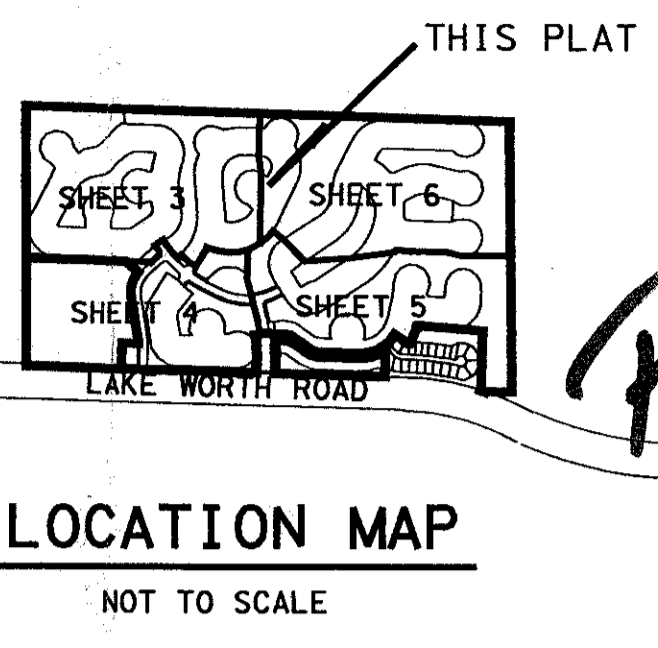 THIS PLAT
SHEET 3
SHEET 6
SHEET 4
SHEET 5
LAKE WORTH ROAD
LOCATION MAP
NOT TO SCALE